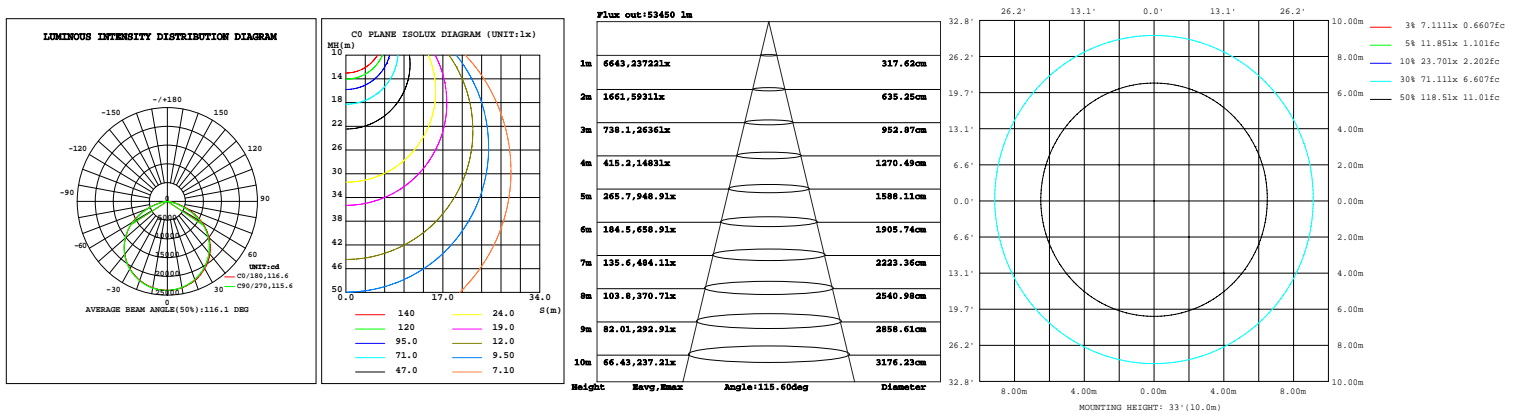 LUMINOUS INTENSITY DISTRIBUTION DIAGRAM
-/+180
-150
150
-120
120
-90
90
-60
60
-30
30
0
0
5000
10000
15000
20000
25000
UNIT:cd
C0/180,116.6
C90/270,115.6
AVERAGE BEAM ANGLE(50%):116.1 DEG
C0 PLANE ISOLUX DIAGRAM (UNIT:lx)
MH(m)
10
14
18
22
26
30
34
38
42
46
50
0.0
17.0
34.0
S(m)
140
24.0
120
19.0
95.0
12.0
71.0
9.50
47.0
7.10
Flux out:53450 lm
1m 6643,23722lx 317.62cm
2m 1661,5931lx 635.25cm
3m 738.1,2636lx 952.87cm
4m 415.2,1483lx 1270.49cm
5m 265.7,948.9lx 1588.11cm
6m 184.5,658.9lx 1905.74cm
7m 135.6,484.1lx 2223.36cm
8m 103.8,370.7lx 2540.98cm
9m 82.01,292.9lx 2858.61cm
10m 66.43,237.2lx 3176.23cm
Height Eavg,Emax Angle:115.60deg Diameter
26.2' 13.1' 0.0' 13.1' 26.2'
32.8' 10.00m
26.2' 8.00m
19.7' 6.00m
13.1' 4.00m
6.6' 2.00m
0.0' 0.00m
6.6' 2.00m
13.1' 4.00m
19.7' 6.00m
26.2' 8.00m
32.8' 10.00m
8.00m 4.00m 0.00m 4.00m 8.00m
MOUNTING HEIGHT: 33'(10.0m)
3% 7.111lx 0.6607fc
5% 11.85lx 1.101fc
10% 23.70lx 2.202fc
30% 71.11lx 6.607fc
50% 118.5lx 11.01fc